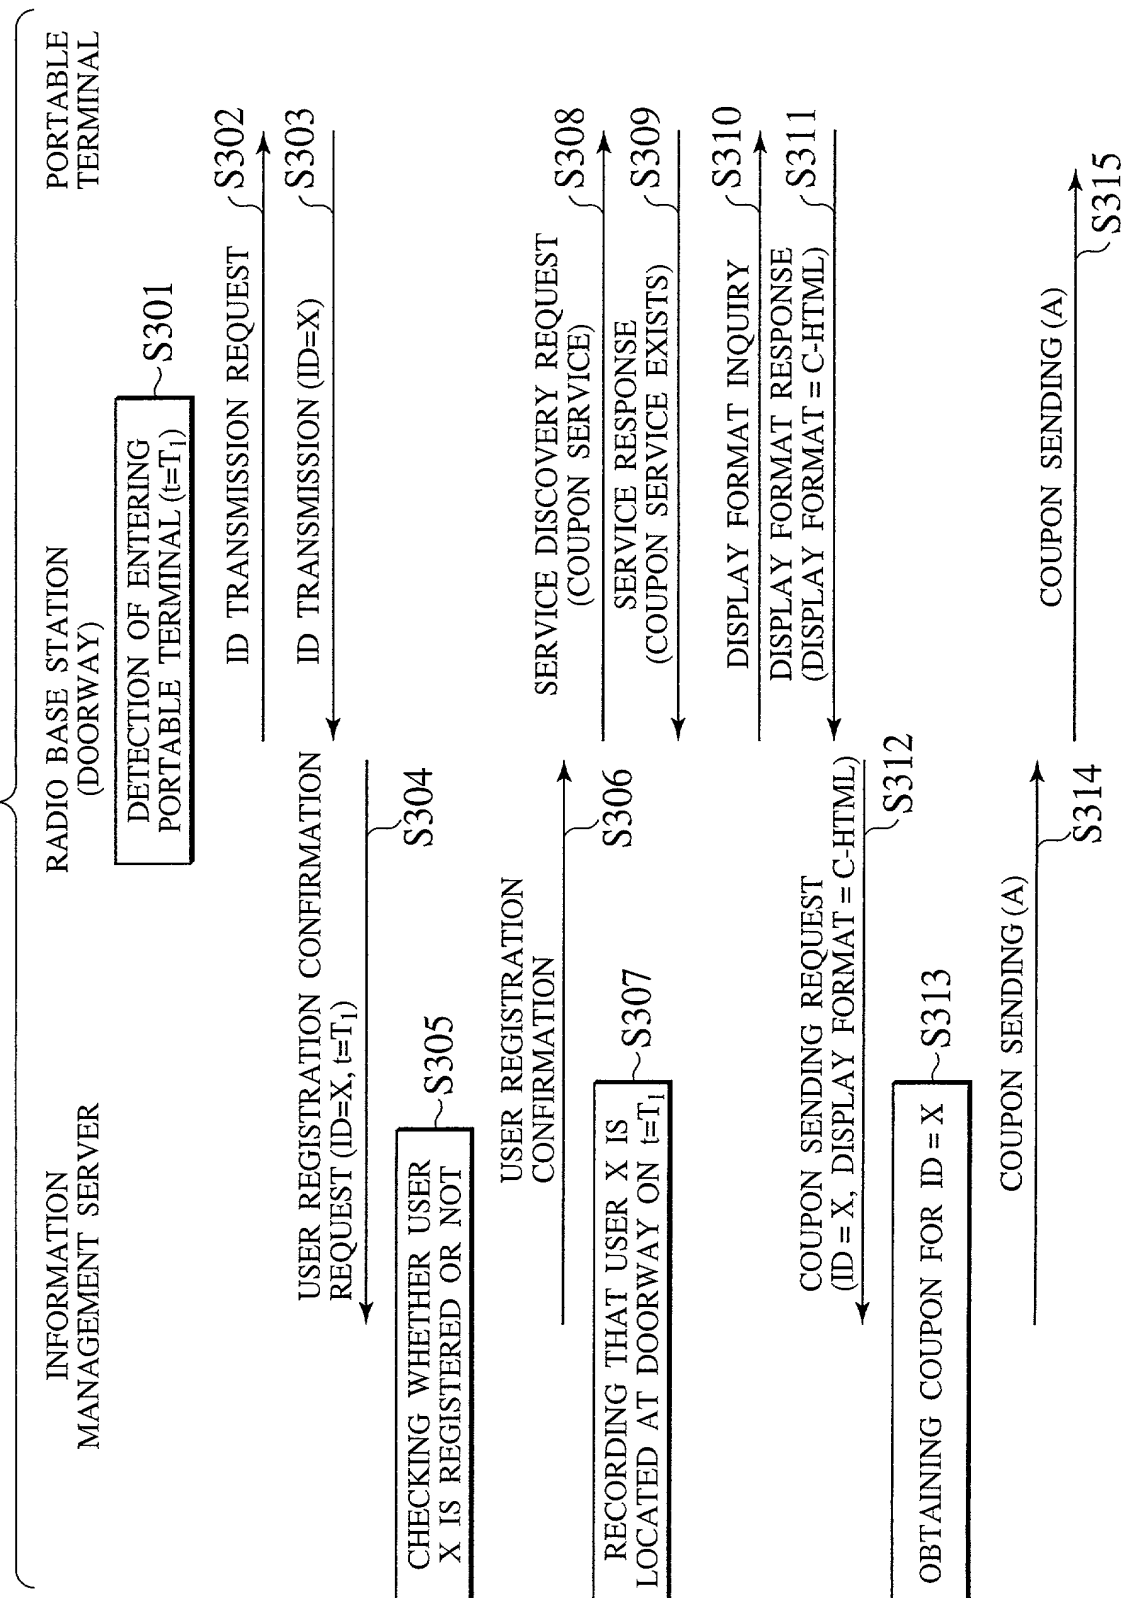 INFORMATION
MANAGEMENT SERVER
RADIO BASE STATION
(DOORWAY)
PORTABLE
TERMINAL
DETECTION OF ENTERING
PORTABLE TERMINAL (t=T1)
S301
ID TRANSMISSION REQUEST
S302
ID TRANSMISSION (ID=X)
S303
USER REGISTRATION CONFIRMATION
REQUEST (ID=X, t=T1)
S304
CHECKING WHETHER USER
X IS REGISTERED OR NOT
S305
USER REGISTRATION
CONFIRMATION
S306
RECORDING THAT USER X IS
LOCATED AT DOORWAY ON t=T1
S307
SERVICE DISCOVERY REQUEST
(COUPON SERVICE)
S308
SERVICE RESPONSE
(COUPON SERVICE EXISTS)
S309
DISPLAY FORMAT INQUIRY
S310
DISPLAY FORMAT RESPONSE
(DISPLAY FORMAT = C-HTML)
S311
COUPON SENDING REQUEST
(ID = X, DISPLAY FORMAT = C-HTML)
S312
OBTAINING COUPON FOR ID = X
S313
COUPON SENDING (A)
S314
COUPON SENDING (A)
S315